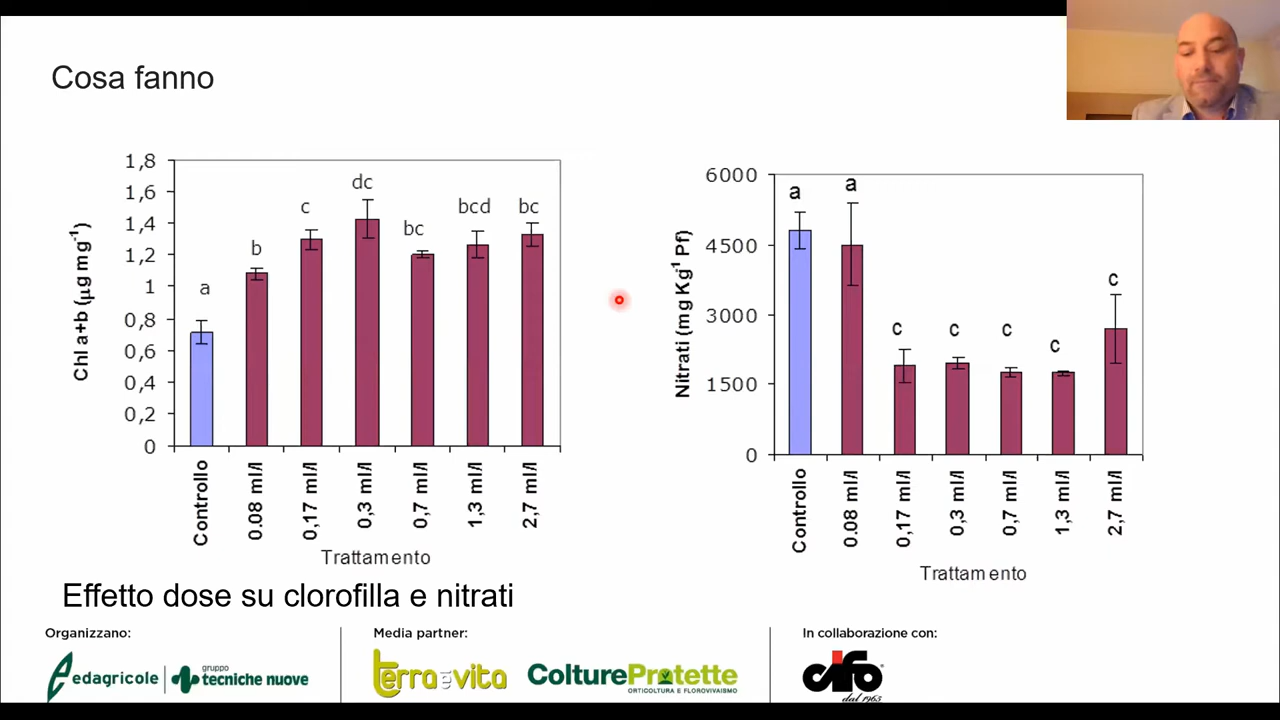 Cosa fanno
1,8
1,6
1,4
1,2
1
0,8
0,6
0,4
0,2
0
Chl a+b (µg mg⁻¹)
a
b
c
dc
bc
bcd
bc
Controllo
0.08 ml/l
0,17 ml/l
0,3 ml/l
0,7 ml/l
1,3 ml/l
2,7 ml/l
Trattamento
6000
4500
3000
1500
0
Nitrati (mg Kg⁻¹ Pf)
a
a
c
c
c
c
c
Controllo
0.08 ml/l
0,17 ml/l
0,3 ml/l
0,7 ml/l
1,3 ml/l
2,7 ml/l
Trattamento
Effetto dose su clorofilla e nitrati
Organizzano:
edagricole
gruppo
tecniche nuove
Media partner:
terra è vita
ColtureProtette
ORTICOLTURA E FLOROVIVAISMO
In collaborazione con:
cifo
dal 1965